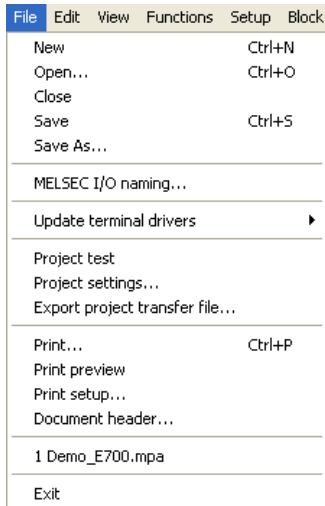 File Edit View Functions Setup Block
New Ctrl+N
Open... Ctrl+O
Close
Save Ctrl+S
Save As...
MELSEC I/O naming...
Update terminal drivers
Project test
Project settings...
Export project transfer file...
Print... Ctrl+P
Print preview
Print setup...
Document header...
1 Demo_E700.mpa
Exit